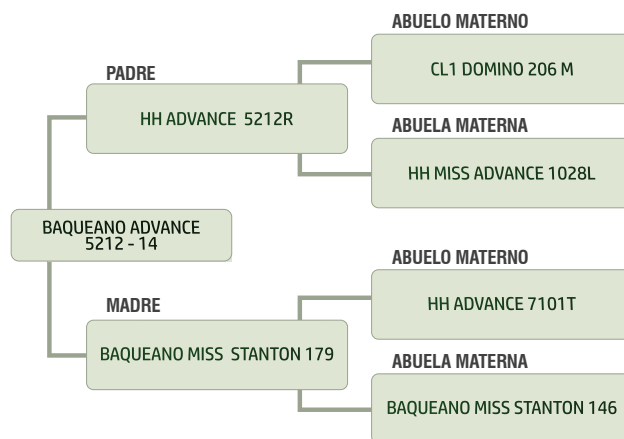 ABUELO MATERNO
CL1 DOMINO 206 M
PADRE
HH ADVANCE 5212R
ABUELA MATERNA
HH MISS ADVANCE 1028L
BAQUEANO ADVANCE
5212 - 14
ABUELO MATERNO
HH ADVANCE 7101T
MADRE
BAQUEANO MISS STANTON 179
ABUELA MATERNA
BAQUEANO MISS STANTON 146